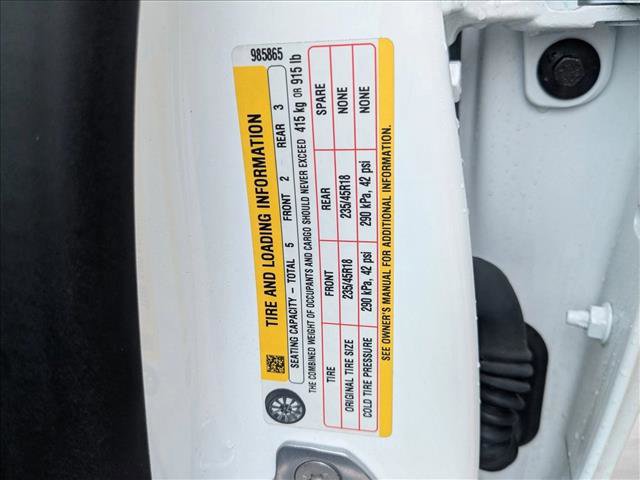 985865
TIRE AND LOADING INFORMATION
SEATING CAPACITY – TOTAL 5 FRONT 2 REAR 3
THE COMBINED WEIGHT OF OCCUPANTS AND CARGO SHOULD NEVER EXCEED 415 kg OR 915 lb
TIRE FRONT REAR SPARE
ORIGINAL TIRE SIZE 235/45R18 235/45R18 NONE
COLD TIRE PRESSURE 290 kPa, 42 psi 290 kPa, 42 psi NONE
SEE OWNER'S MANUAL FOR ADDITIONAL INFORMATION.